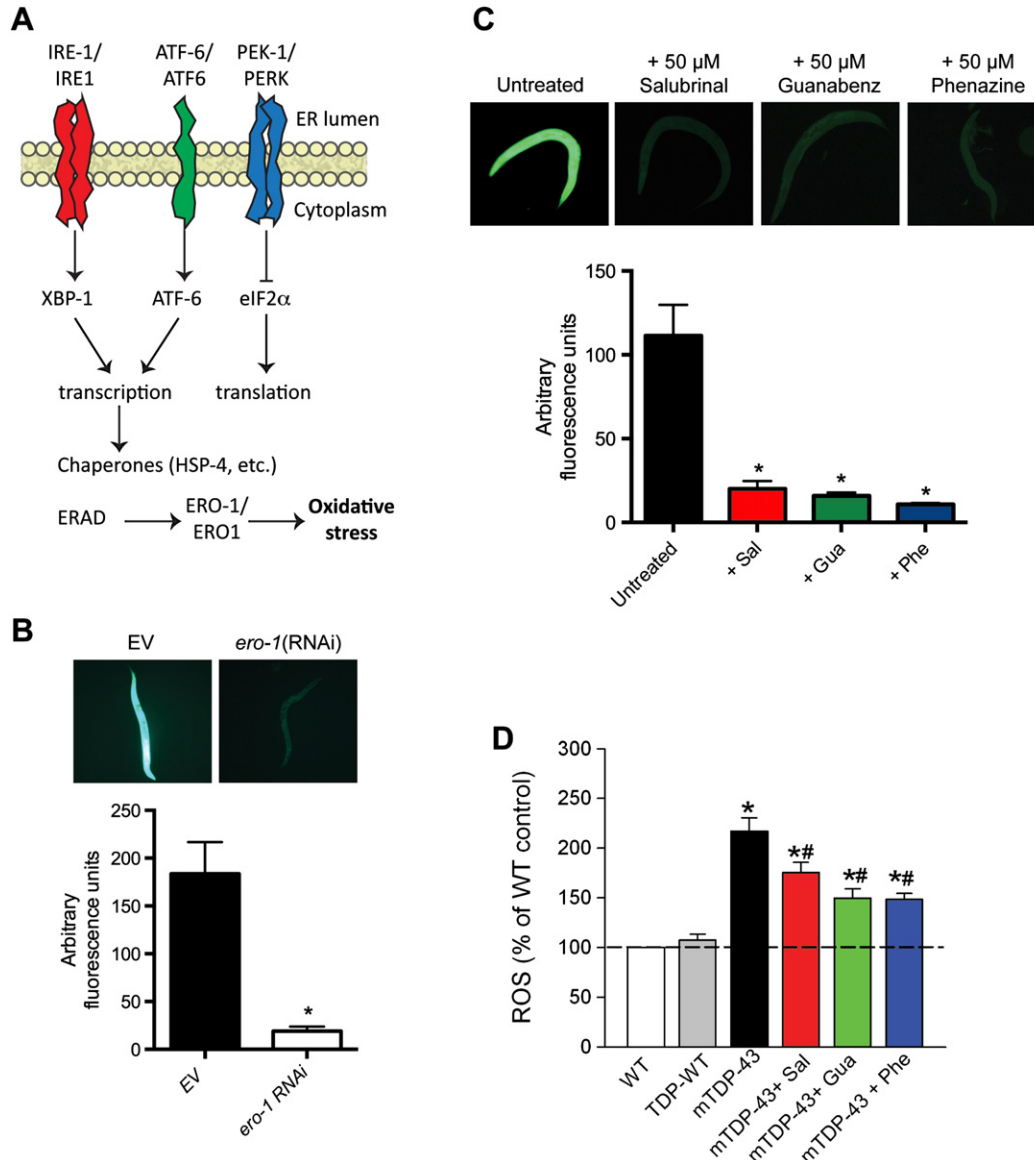 A
IRE-1/
IRE1
ATF-6/
ATF6
PEK-1/
PERK
ER lumen
Cytoplasm
XBP-1
ATF-6
eIF2α
transcription
translation
Chaperones (HSP-4, etc.)
ERAD
ERO-1/
ERO1
Oxidative
stress
B
EV
ero-1(RNAi)
Arbitrary
fluorescence units
250
200
150
100
50
0
*
EV
ero-1 RNAi
C
Untreated
+ 50 µM
Salubrinal
+ 50 µM
Guanabenz
+ 50 µM
Phenazine
Arbitrary
fluorescence units
150
100
50
0
*
*
*
Untreated
+ Sal
+ Gua
+ Phe
D
ROS (% of WT control)
300
250
200
150
100
50
0
*
*#
*#
*#
WT
TDP-WT
mTDP-43
mTDP-43+ Sal
mTDP-43+ Gua
mTDP-43 + Phe